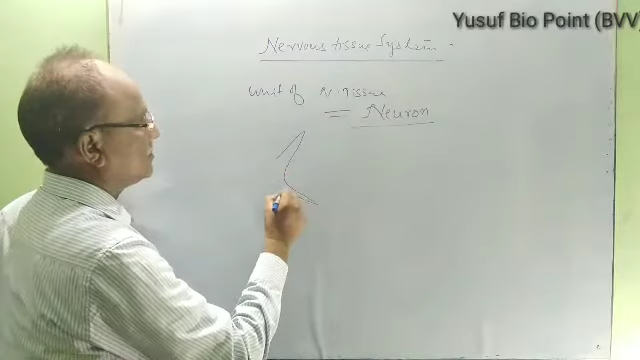 Yusuf Bio Point (BVV)
Nervous tissue System
Unit of N. Tissue
= Neuron